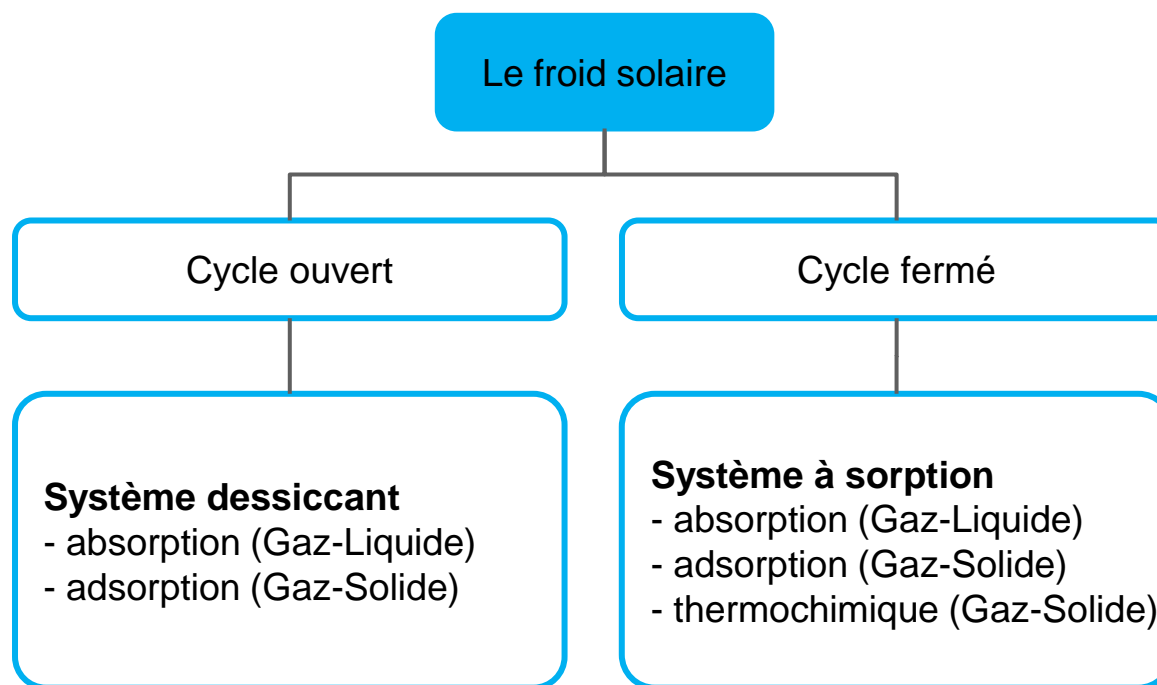 Le froid solaire
Cycle ouvert
Cycle fermé
Système dessiccant
- absorption (Gaz-Liquide)
- adsorption (Gaz-Solide)
Système à sorption
- absorption (Gaz-Liquide)
- adsorption (Gaz-Solide)
- thermochimique (Gaz-Solide)